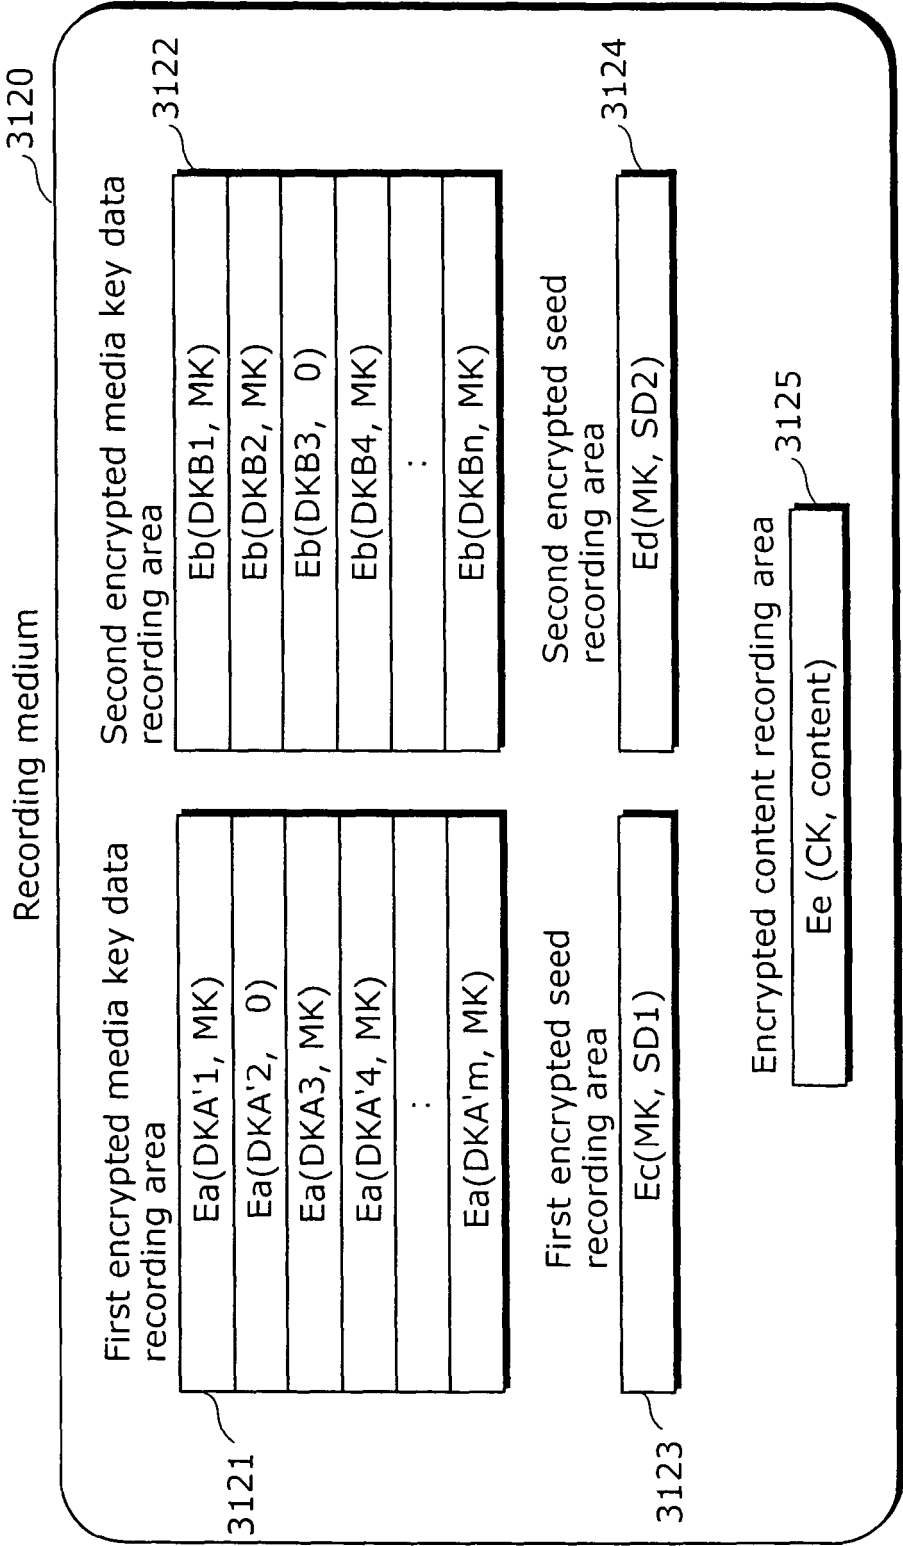 Recording medium
3120
First encrypted media key data
recording area
Ea(DKA'1, MK)
Ea(DKA'2, 0)
Ea(DKA3, MK)
Ea(DKA'4, MK)
:
Ea(DKA'm, MK)
3121
Second encrypted media key data
recording area
Eb(DKB1, MK)
Eb(DKB2, MK)
Eb(DKB3, 0)
Eb(DKB4, MK)
:
Eb(DKBn, MK)
3122
First encrypted seed
recording area
Ec(MK, SD1)
3123
Second encrypted seed
recording area
Ed(MK, SD2)
3124
Encrypted content recording area
Ee (CK, content)
3125